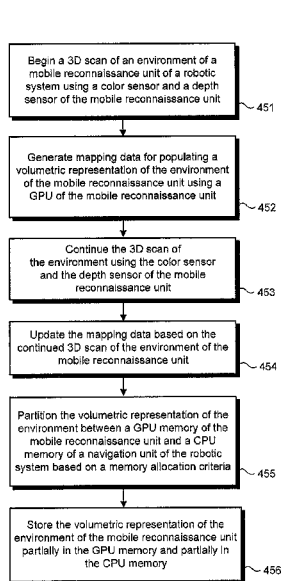 Begin a 3D scan of an environment of a
mobile reconnaissance unit of a robotic
system using a color sensor and a depth
sensor of the mobile reconnaissance unit
451
Generate mapping data for populating a
volumetric representation of the environment
of the mobile reconnaissance unit using a
GPU of the mobile reconnaissance unit
452
Continue the 3D scan of
the environment using the color sensor
and the depth sensor of the mobile
reconnaissance unit
453
Update the mapping data based on the
continued 3D scan of the environment of the
mobile reconnaissance unit
454
Partition the volumetric representation of the
environment between a GPU memory of the
mobile reconnaissance unit and a CPU
memory of a navigation unit of the robotic
system based on a memory allocation criteria
455
Store the volumetric representation of the
environment of the mobile reconnaissance unit
partially in the GPU memory and partially in
the CPU memory
456